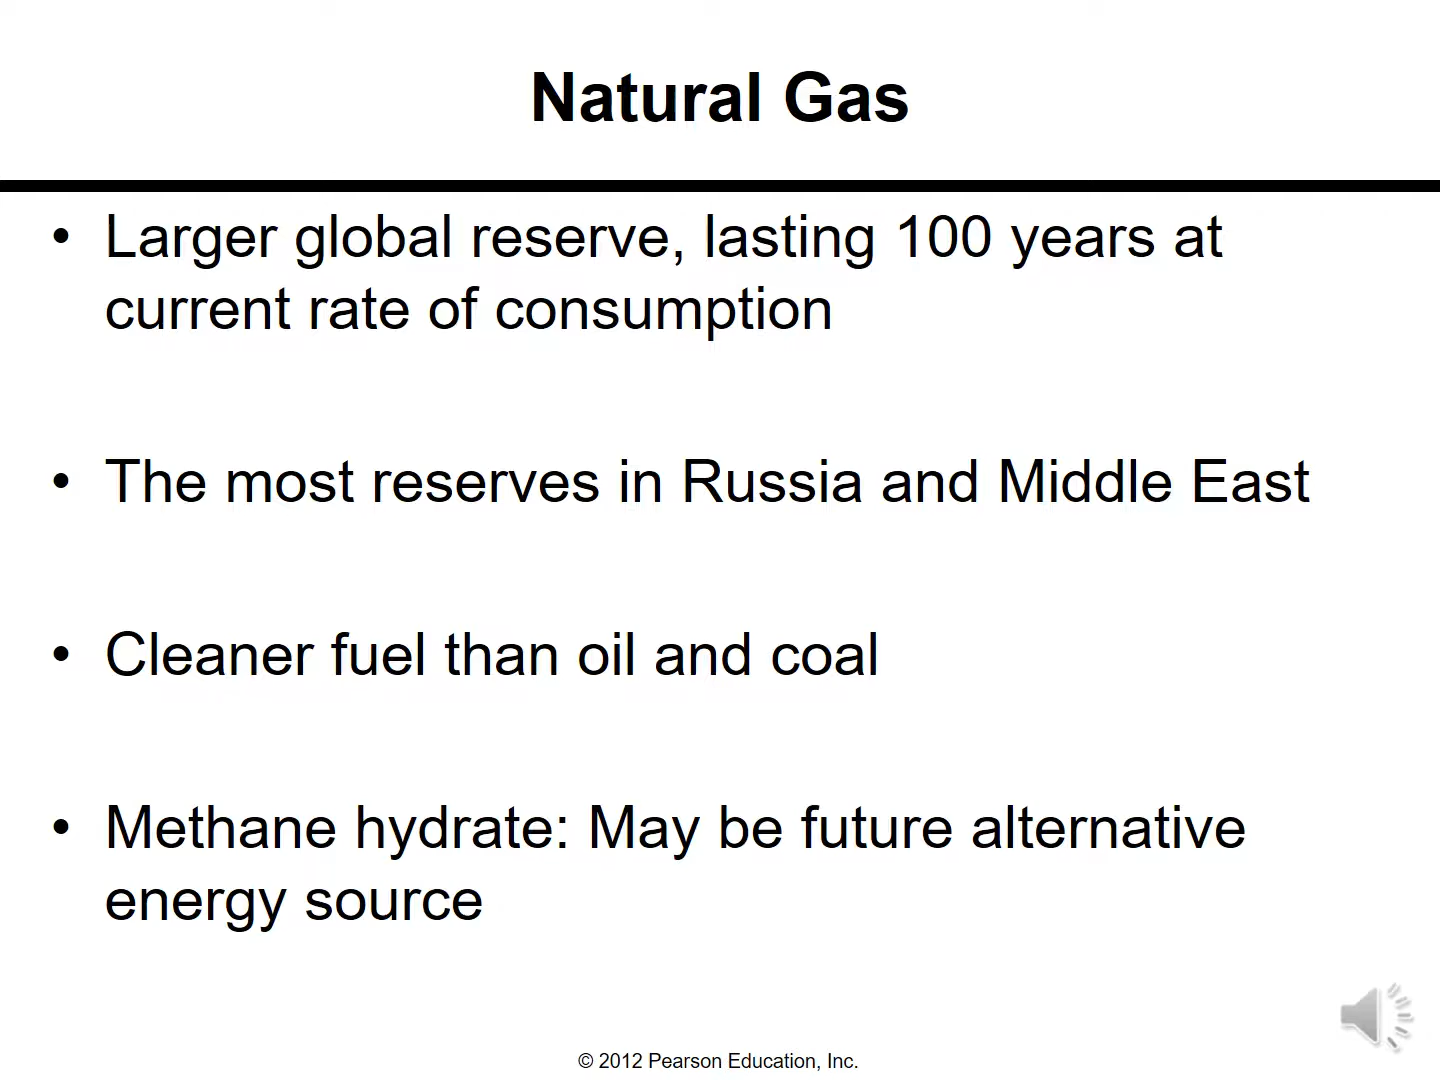 Natural Gas
• Larger global reserve, lasting 100 years at
current rate of consumption
• The most reserves in Russia and Middle East
• Cleaner fuel than oil and coal
• Methane hydrate: May be future alternative
energy source
© 2012 Pearson Education, Inc.